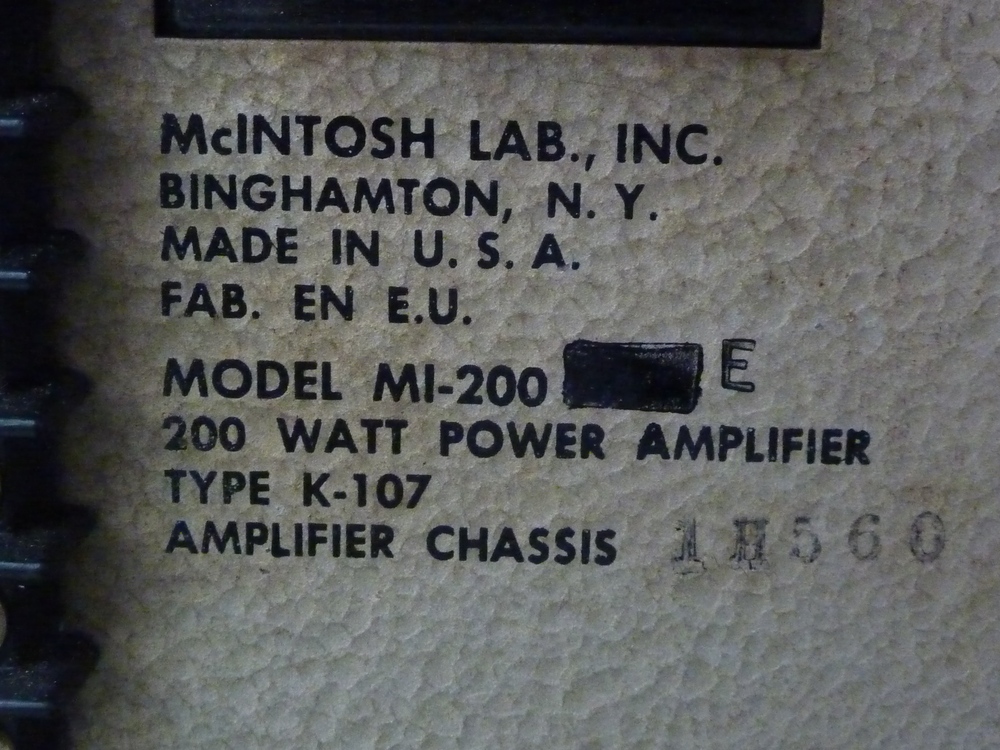 McINTOSH LAB., INC.
BINGHAMTON, N. Y.
MADE IN U. S. A.
FAB. EN E.U.
MODEL MI-200 E
200 WATT POWER AMPLIFIER
TYPE K-107
AMPLIFIER CHASSIS 1H560